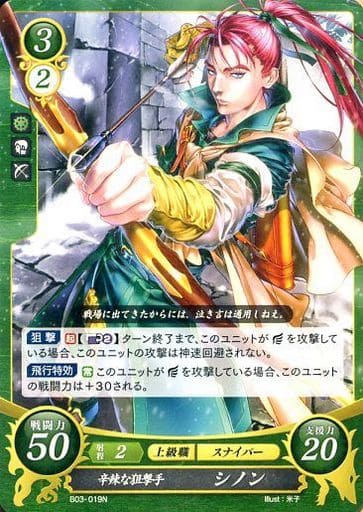 3
2
戦場に出てきたからには、泣き言は通用しねえ。
狙撃 起 【 2】ターン終了まで、このユニットが を攻撃して
いる場合、このユニットの攻撃は神速回避されない。
飛行特効 常 このユニットが を攻撃している場合、このユニット
の戦闘力は+30される。
戦闘力 50
射程 2 上級職 スナイパー
支援力 20
辛辣な狙撃手 シノン
B03-019N
Illust:米子